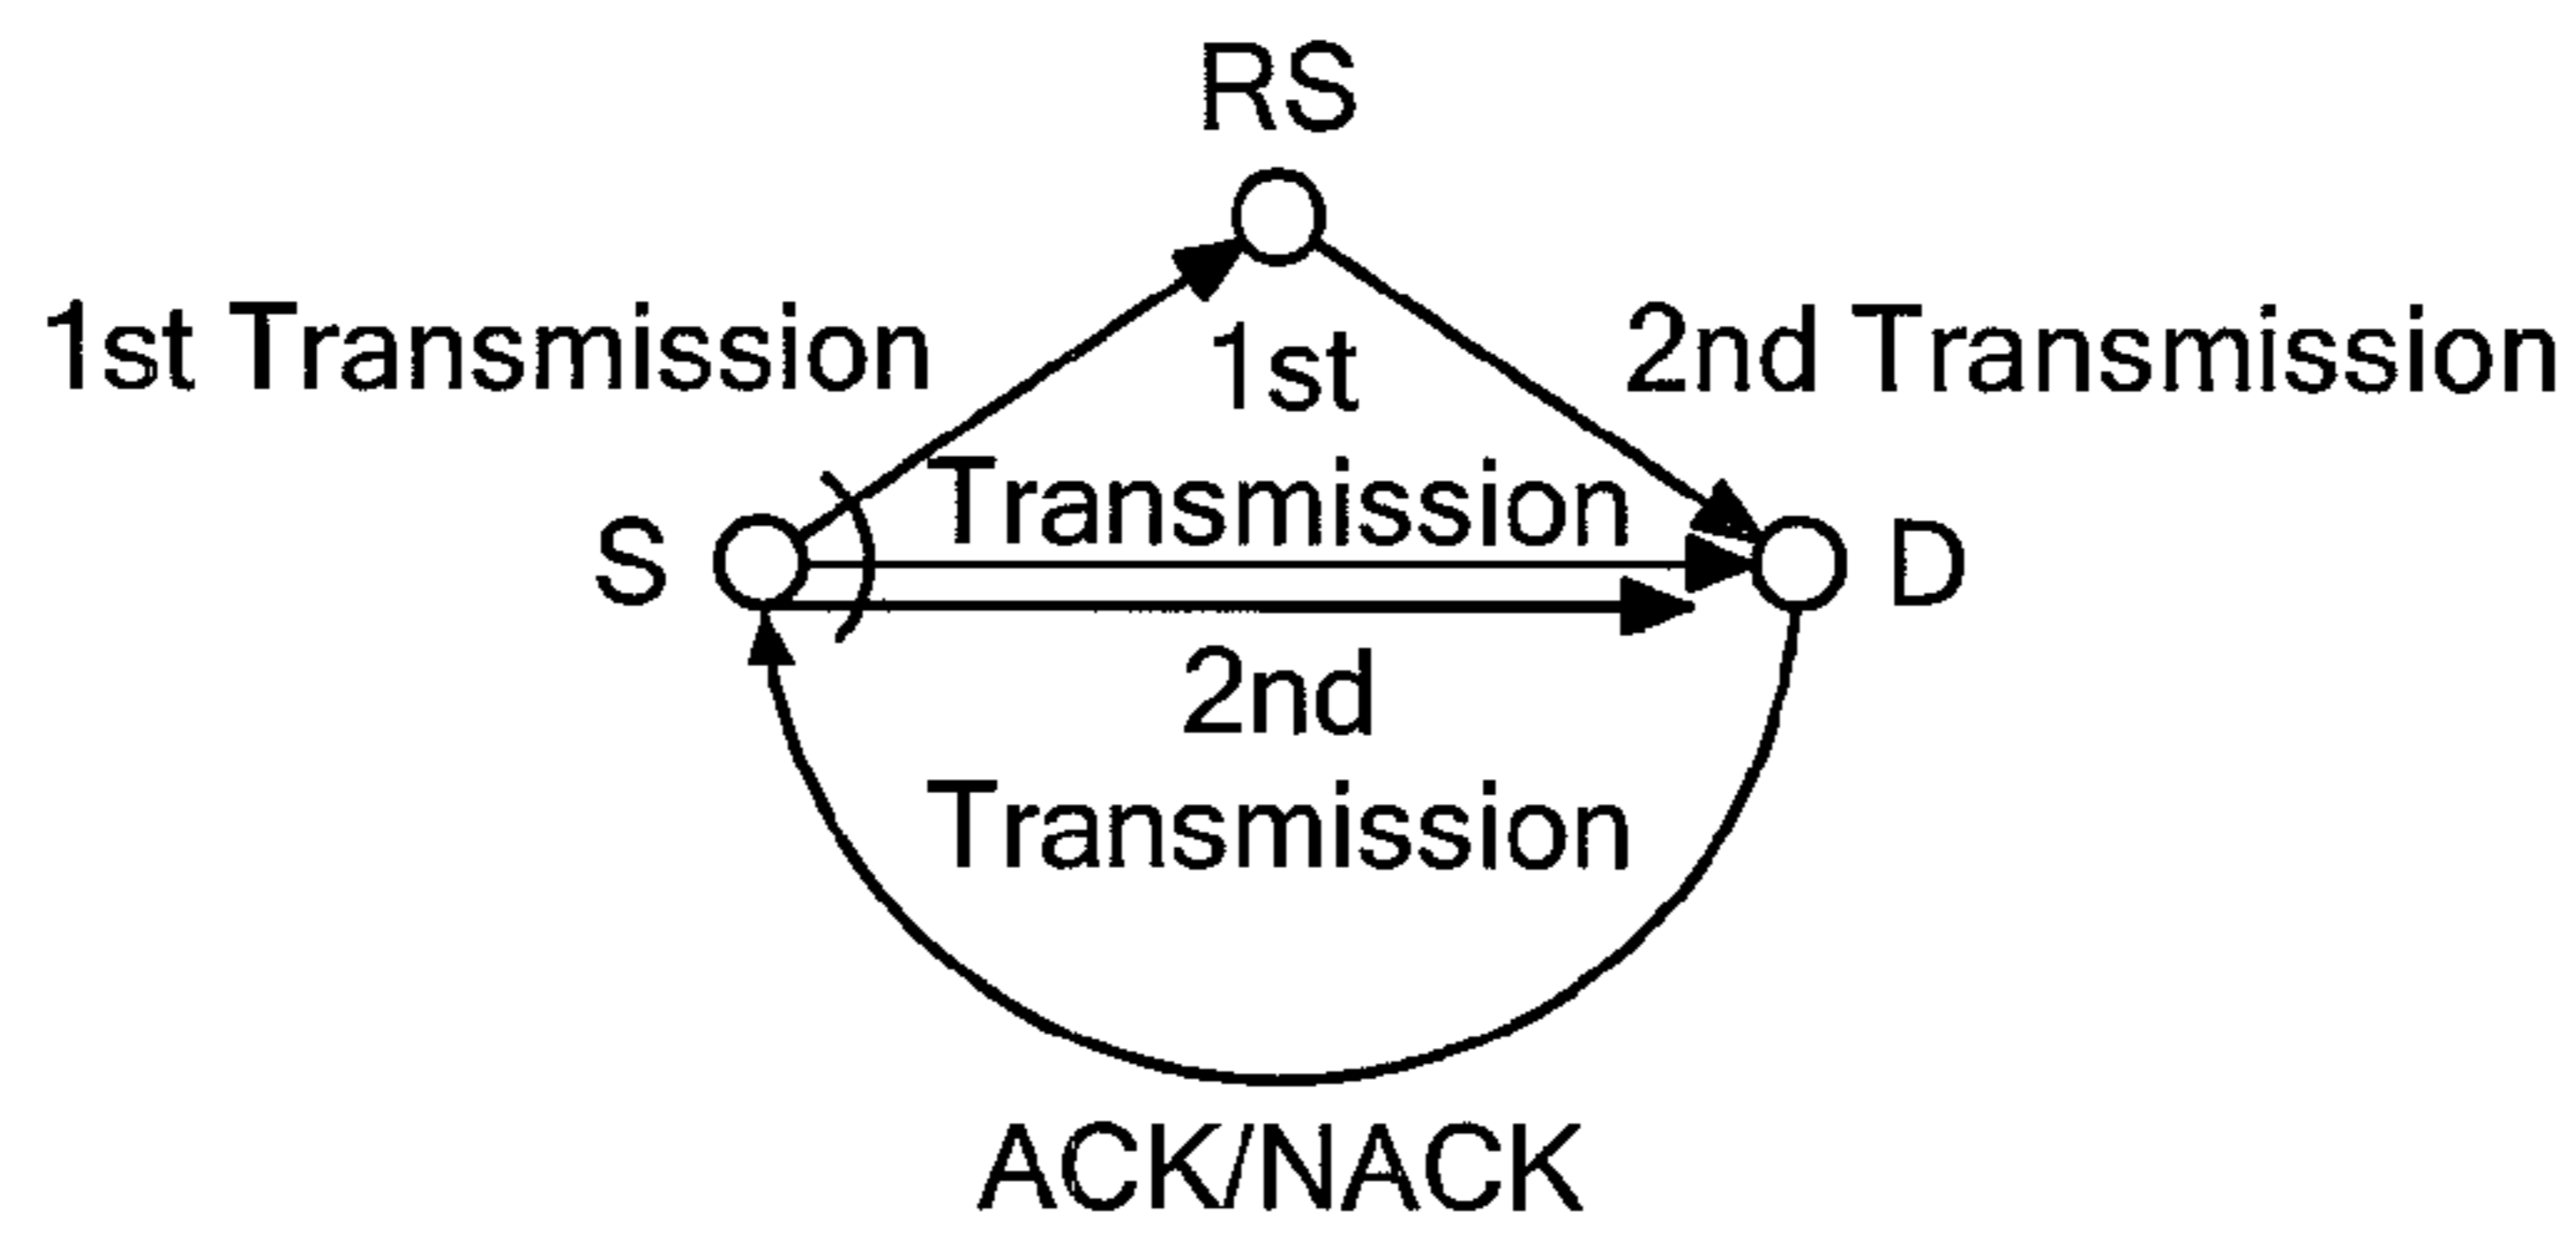 RS
1st Transmission
1st
Transmission
2nd Transmission
S
D
2nd
Transmission
ACK/NACK